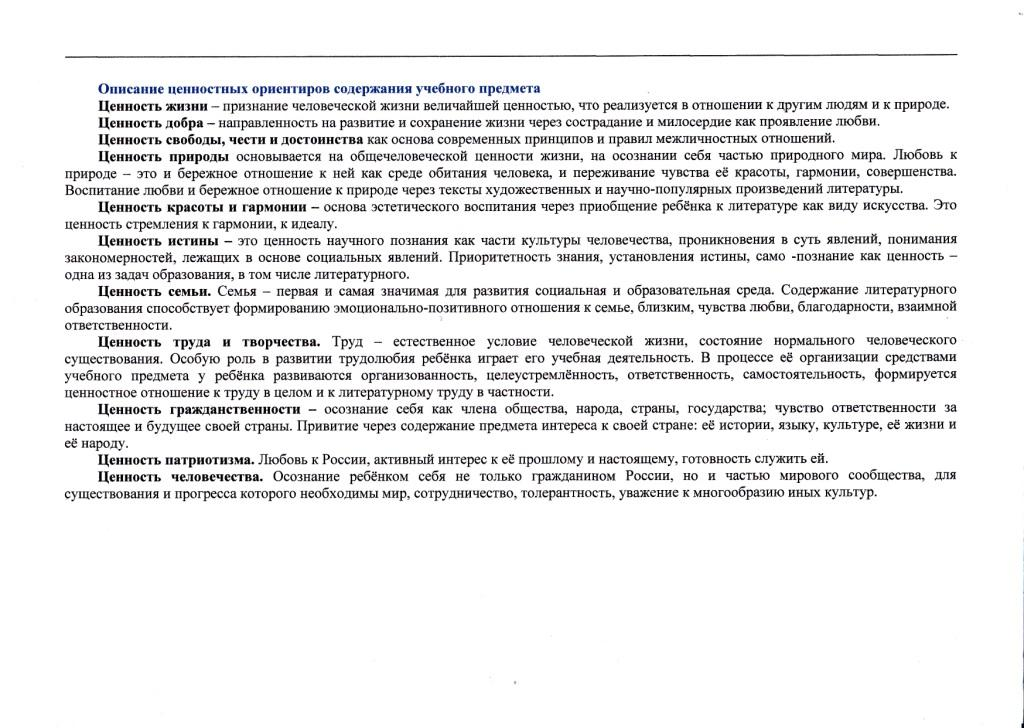 Описание ценностных ориентиров содержания учебного предмета
Ценность жизни – признание человеческой жизни величайшей ценностью, что реализуется в отношении к другим людям и к природе.
Ценность добра – направленность на развитие и сохранение жизни через сострадание и милосердие как проявление любви.
Ценность свободы, чести и достоинства как основа современных принципов и правил межличностных отношений.
Ценность природы основывается на общечеловеческой ценности жизни, на осознании себя частью природного мира. Любовь к
природе – это и бережное отношение к ней как среде обитания человека, и переживание чувства её красоты, гармонии, совершенства.
Воспитание любви и бережное отношение к природе через тексты художественных и научно-популярных произведений литературы.
Ценность красоты и гармонии – основа эстетического воспитания через приобщение ребёнка к литературе как виду искусства. Это
ценность стремления к гармонии, к идеалу.
Ценность истины – это ценность научного познания как части культуры человечества, проникновения в суть явлений, понимания
закономерностей, лежащих в основе социальных явлений. Приоритетность знания, установления истины, само -познание как ценность –
одна из задач образования, в том числе литературного.
Ценность семьи. Семья – первая и самая значимая для развития социальная и образовательная среда. Содержание литературного
образования способствует формированию эмоционально-позитивного отношения к семье, близким, чувства любви, благодарности, взаимной
ответственности.
Ценность труда и творчества. Труд – естественное условие человеческой жизни, состояние нормального человеческого
существования. Особую роль в развитии трудолюбия ребёнка играет его учебная деятельность. В процессе её организации средствами
учебного предмета у ребёнка развиваются организованность, целеустремлённость, ответственность, самостоятельность, формируется
ценностное отношение к труду в целом и к литературному труду в частности.
Ценность гражданственности – осознание себя как члена общества, народа, страны, государства; чувство ответственности за
настоящее и будущее своей страны. Привитие через содержание предмета интереса к своей стране: её истории, языку, культуре, её жизни и
её народу.
Ценность патриотизма. Любовь к России, активный интерес к её прошлому и настоящему, готовность служить ей.
Ценность человечества. Осознание ребёнком себя не только гражданином России, но и частью мирового сообщества, для
существования и прогресса которого необходимы мир, сотрудничество, толерантность, уважение к многообразию иных культур.